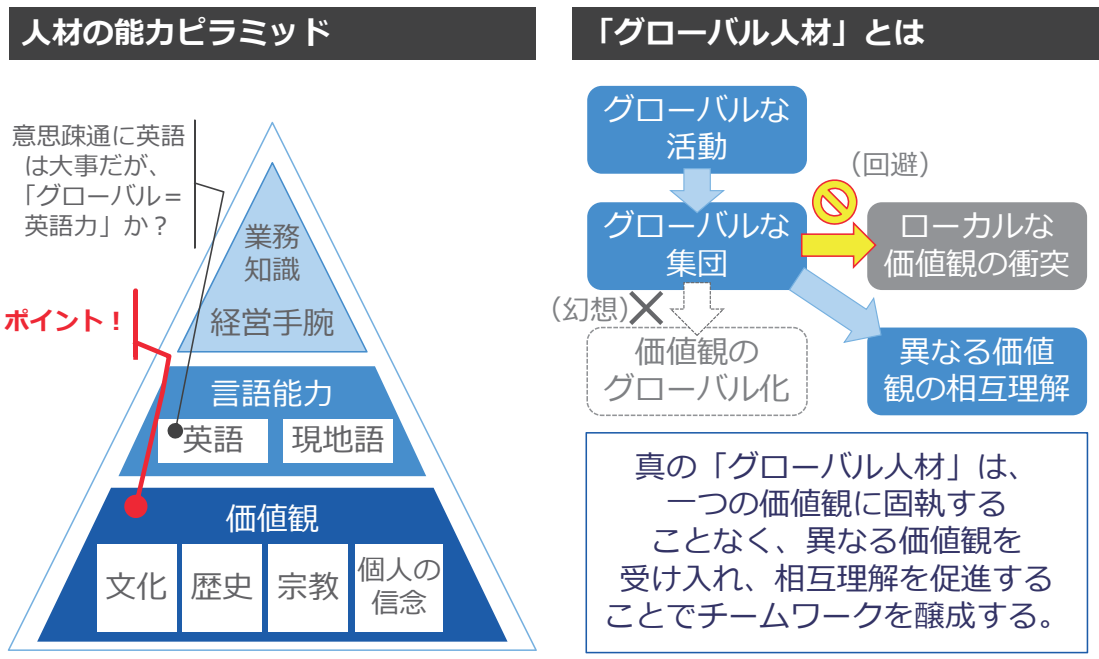 人材の能力ピラミッド
意思疎通に英語
は大事だが、
「グローバル＝
英語力」か？
業務
知識
経営手腕
ポイント！
言語能力
英語
現地語
価値観
文化
歴史
宗教
個人の
信念
「グローバル人材」とは
グローバルな
活動
（回避）
グローバルな
集団
ローカルな
価値観の衝突
（幻想）
価値観の
グローバル化
異なる価値
観の相互理解
真の「グローバル人材」は、
一つの価値観に固執する
ことなく、異なる価値観を
受け入れ、相互理解を促進する
ことでチームワークを醸成する。